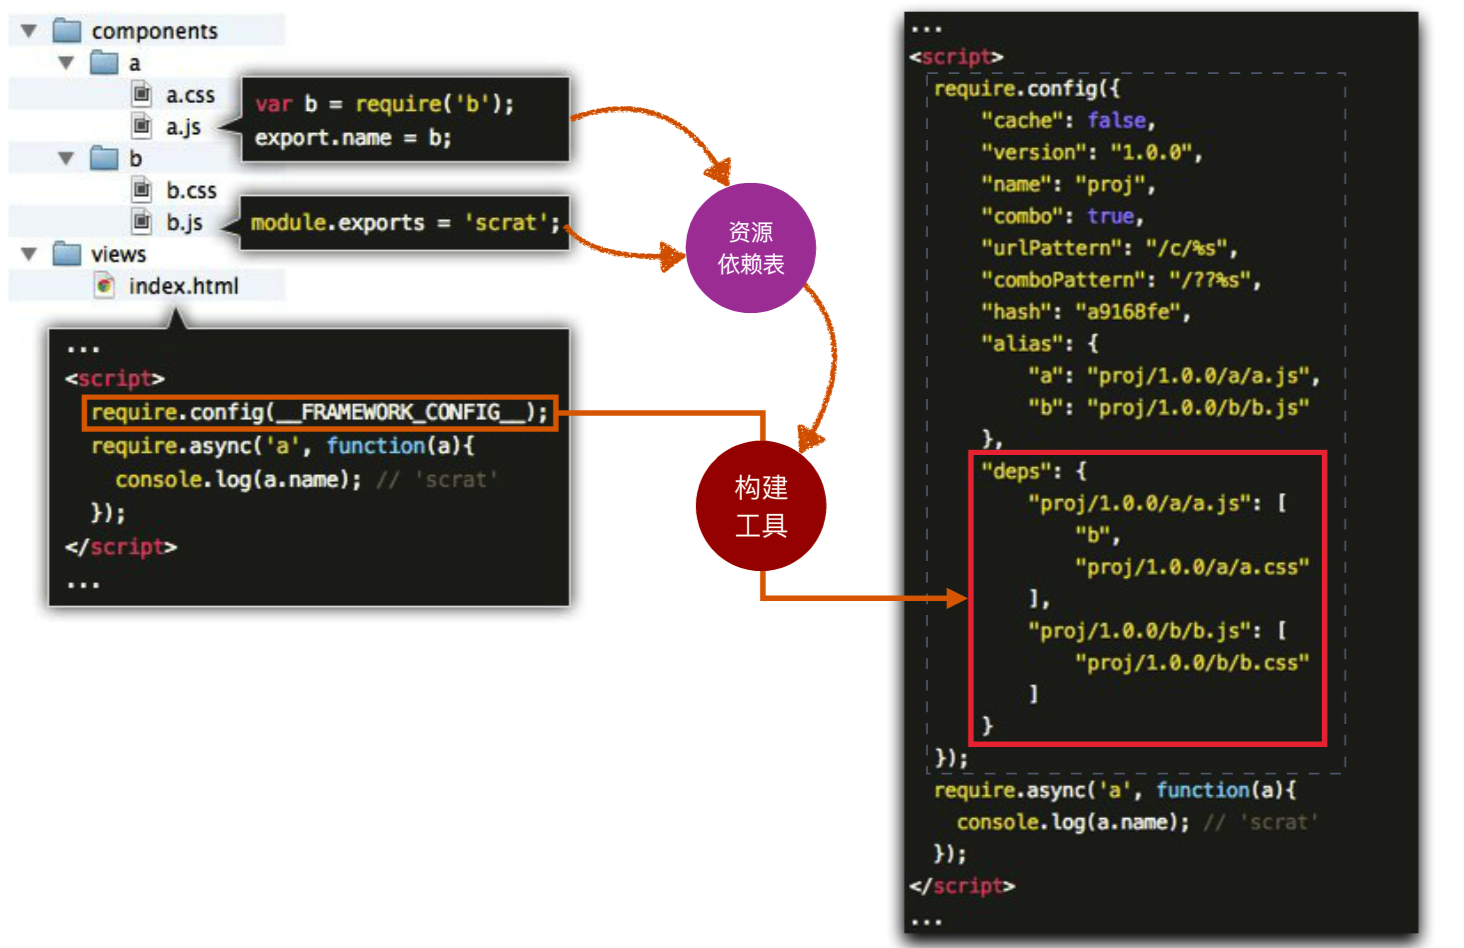 components
a
a.css
a.js
var b = require('b');
export.name = b;
b
b.css
b.js
module.exports = 'scrat';
views
index.html
...
<script>
require.config(__FRAMEWORK_CONFIG__);
require.async('a', function(a){
console.log(a.name); // 'scrat'
});
</script>
...
资源
依赖表
构建
工具
...
<script>
require.config({
"cache": false,
"version": "1.0.0",
"name": "proj",
"combo": true,
"urlPattern": "/c/%s",
"comboPattern": "/??%s",
"hash": "a9168fe",
"alias": {
"a": "proj/1.0.0/a/a.js",
"b": "proj/1.0.0/b/b.js"
},
"deps": {
"proj/1.0.0/a/a.js": [
"b",
"proj/1.0.0/a/a.css"
],
"proj/1.0.0/b/b.js": [
"proj/1.0.0/b/b.css"
]
}
});
require.async('a', function(a){
console.log(a.name); // 'scrat'
});
</script>
...